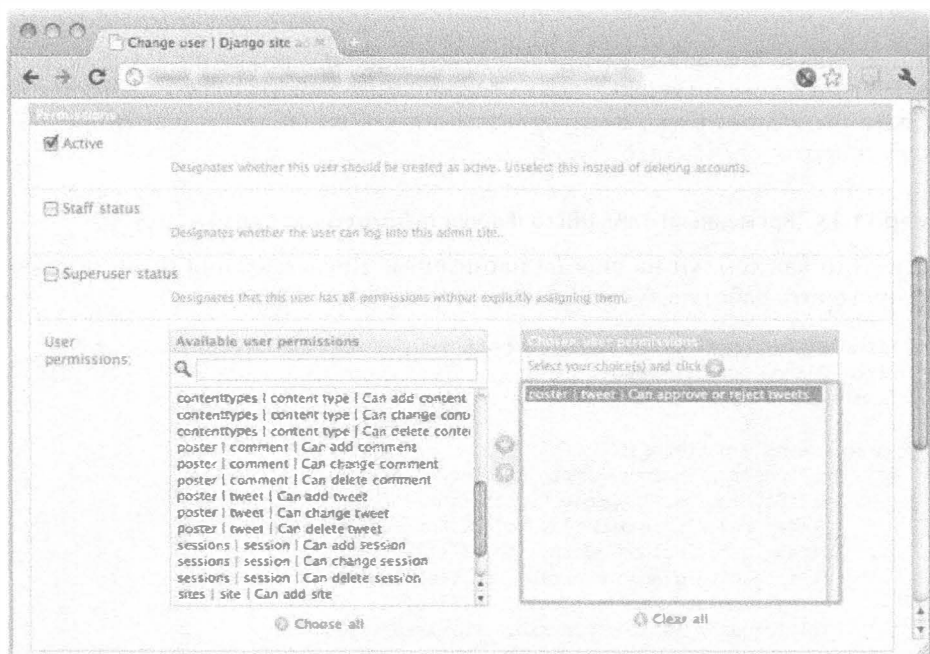 Change user | Django site ad
Permissions
Active
Designates whether this user should be treated as active. Unselect this instead of deleting accounts.
Staff status
Designates whether the user can log into this admin site.
Superuser status
Designates that this user has all permissions without explicitly assigning them.
User permissions:
Available user permissions
contenttypes | content type | Can add content
contenttypes | content type | Can change conte
contenttypes | content type | Can delete conter
poster | comment | Can add comment
poster | comment | Can change comment
poster | comment | Can delete comment
poster | tweet | Can add tweet
poster | tweet | Can change tweet
poster | tweet | Can delete tweet
sessions | session | Can add session
sessions | session | Can change session
sessions | session | Can delete session
sites | site | Can add site
Choose all
Chosen user permissions
Select your choice(s) and click
poster | tweet | Can approve or reject tweets
Clear all